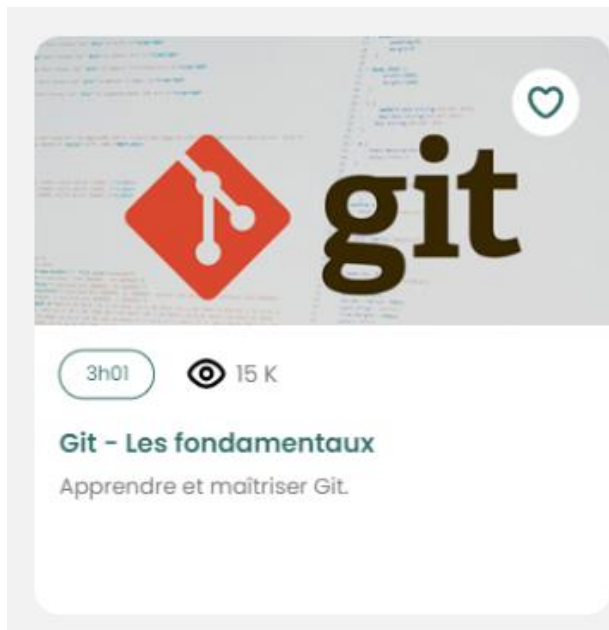 git
3h01
15 K
Git - Les fondamentaux
Apprendre et maîtriser Git.